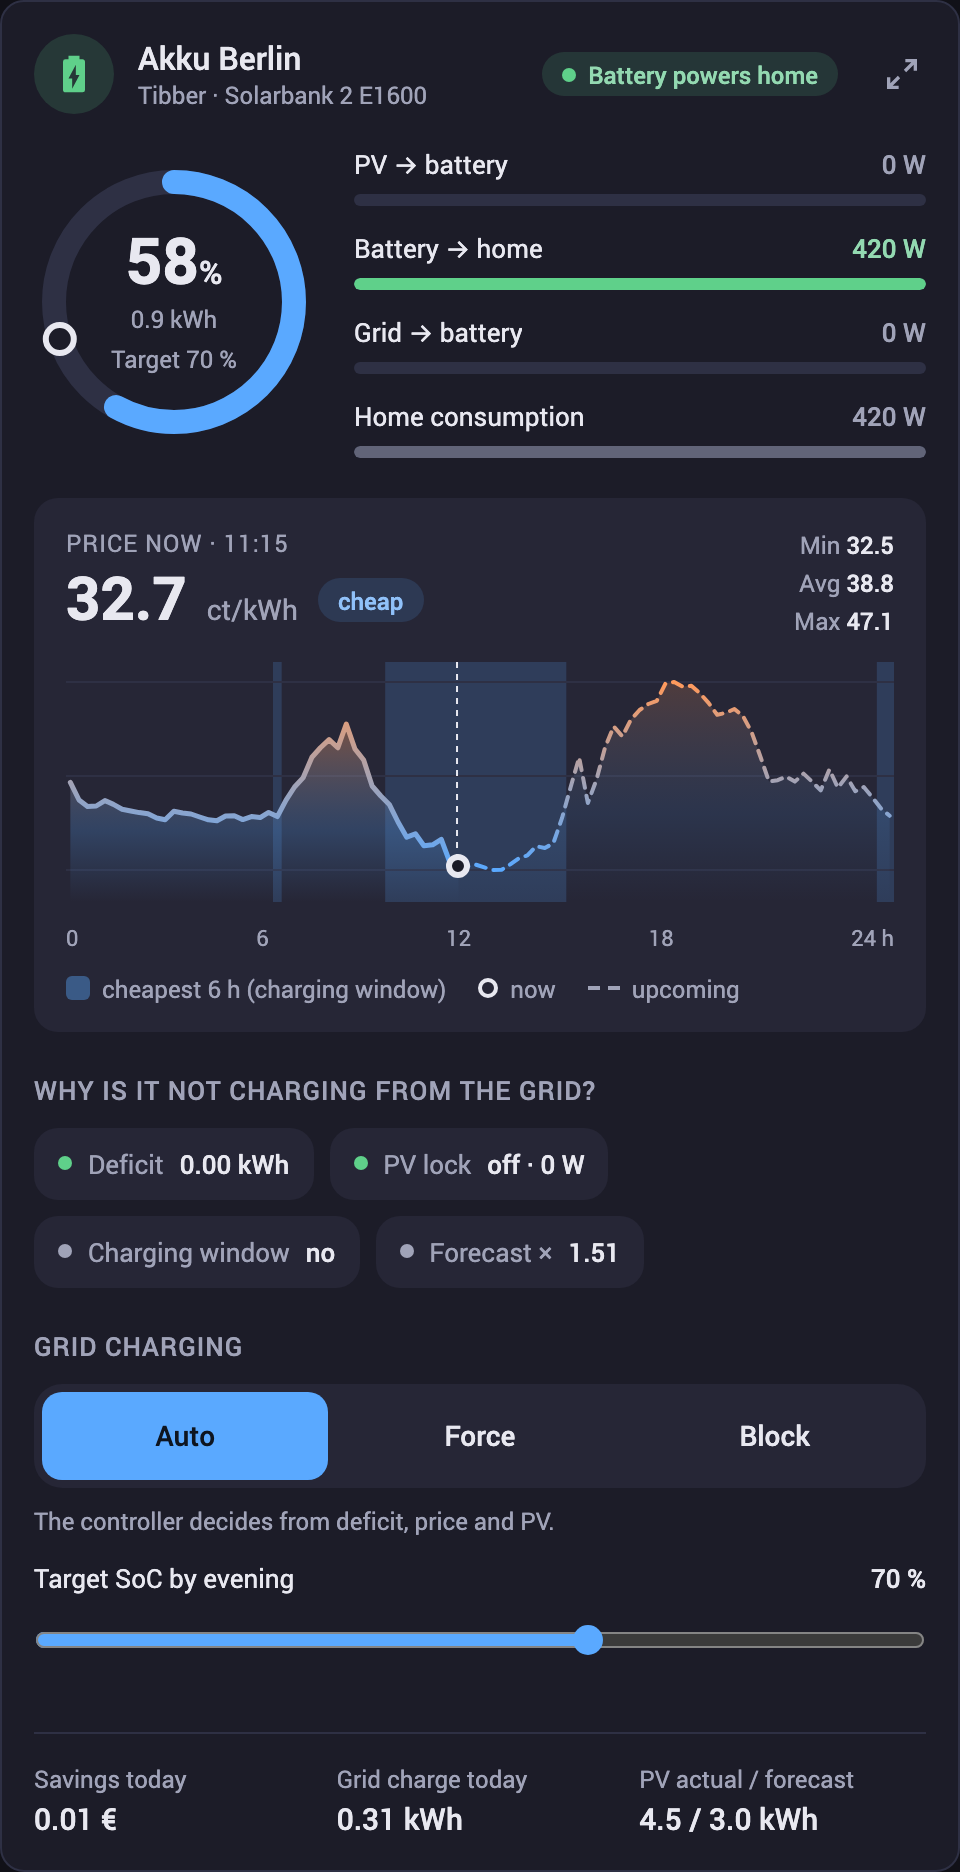 Akku Berlin
Tibber · Solarbank 2 E1600
Battery powers home
58%
0.9 kWh
Target 70 %
PV → battery 0 W
Battery → home 420 W
Grid → battery 0 W
Home consumption 420 W
PRICE NOW · 11:15
32.7 ct/kWh cheap
Min 32.5
Avg 38.8
Max 47.1
0 6 12 18 24 h
cheapest 6 h (charging window) now upcoming
WHY IS IT NOT CHARGING FROM THE GRID?
Deficit 0.00 kWh PV lock off · 0 W
Charging window no Forecast × 1.51
GRID CHARGING
Auto Force Block
The controller decides from deficit, price and PV.
Target SoC by evening 70 %
Savings today Grid charge today PV actual / forecast
0.01 € 0.31 kWh 4.5 / 3.0 kWh